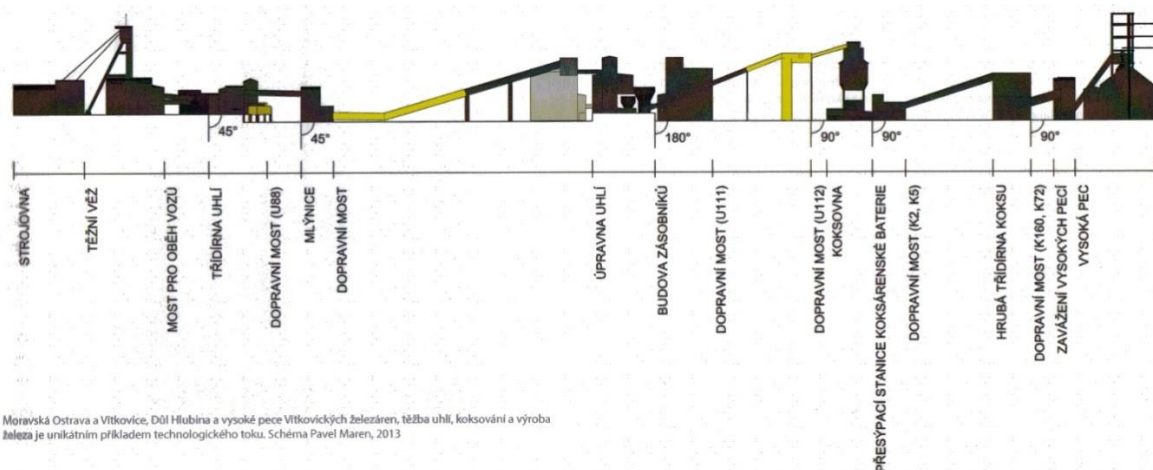 45°
45°
180°
90°
90°
90°
STROJOVNA
TĚŽNÍ VĚŽ
MOST PRO OBĚH VOZŮ
TŘÍDÍRNA UHLÍ
DOPRAVNÍ MOST (U88)
MLÝNICE
DOPRAVNÍ MOST
ÚPRAVNA UHLÍ
BUDOVA ZÁSOBNÍKŮ
DOPRAVNÍ MOST (U111)
DOPRAVNÍ MOST (U112)
KOKSOVNA
PŘESÝPACÍ STANICE KOKSÁRENSKÉ BATERIE
DOPRAVNÍ MOST (K2, K5)
HRUBÁ TŘÍDÍRNA KOKSU
DOPRAVNÍ MOST (K160, K72)
ZAVÁŽENÍ VYSOKÝCH PECÍ
VYSOKÁ PEC
Moravská Ostrava a Vítkovice, Důl Hlubina a vysoké pece Vítkovických železáren, těžba uhlí, koksování a výroba
železa je unikátním příkladem technologického toku. Schéma Pavel Maren, 2013